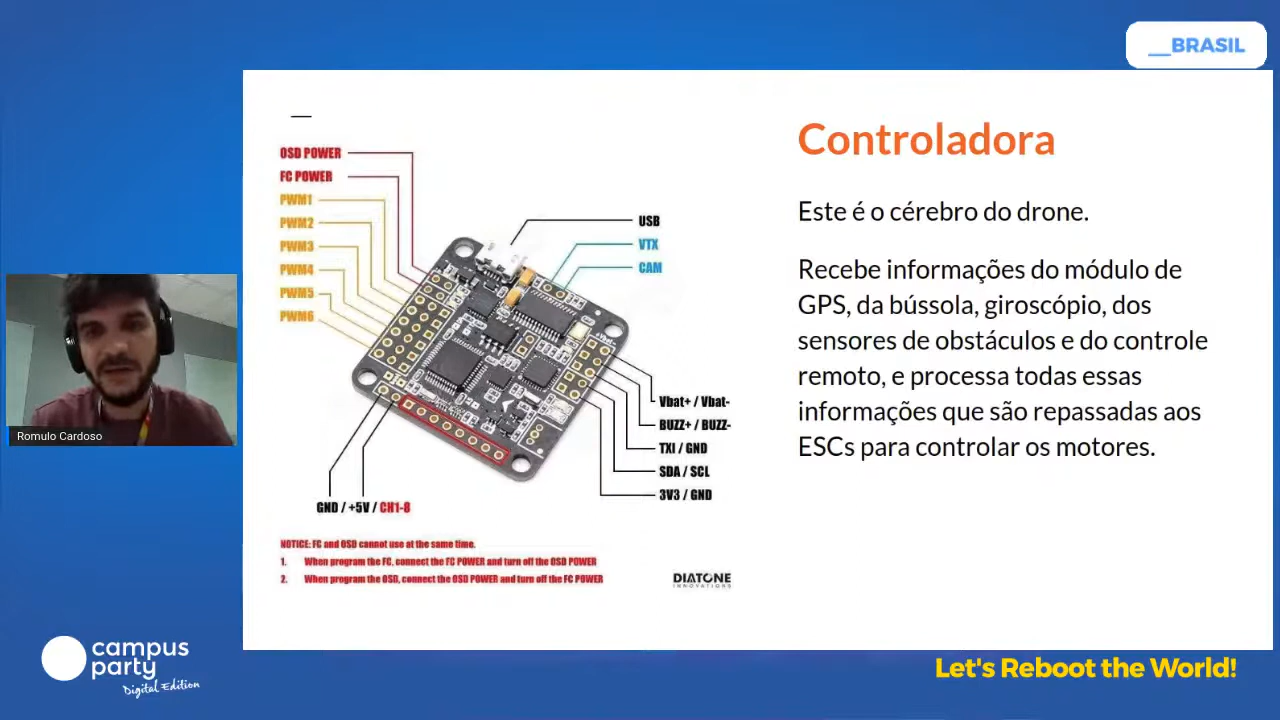 __BRASIL
Controladora
Este é o cérebro do drone.
Recebe informações do módulo de
GPS, da bússola, giroscópio, dos
sensores de obstáculos e do controle
remoto, e processa todas essas
informações que são repassadas aos
ESCs para controlar os motores.
OSD POWER
FC POWER
PWM1
PWM2
PWM3
PWM4
PWM5
PWM6
USB
VTX
CAM
Vbat+ / Vbat-
BUZZ+ / BUZZ-
TX1 / GND
SDA / SCL
3V3 / GND
GND / +5V / CH1-8
NOTICE: FC and OSD cannot use at the same time.
1. When program the FC, connect the FC POWER and turn off the OSD POWER
2. When program the OSD, connect the OSD POWER and turn off the FC POWER
DIATONE
INNOVATIONS
Romulo Cardoso
campus
party
Digital Edition
Let's Reboot the World!